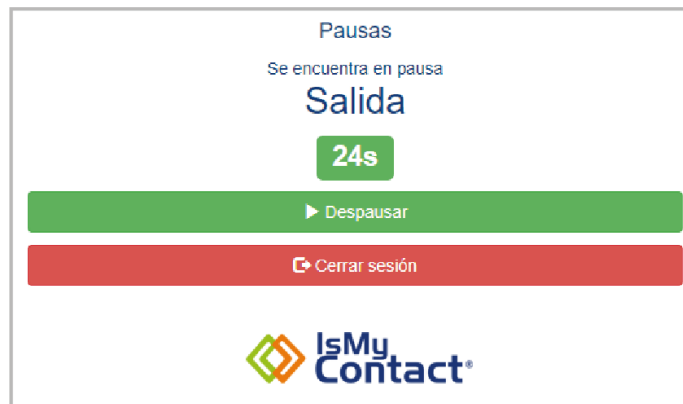 Pausas
Se encuentra en pausa
Salida
24s
Despausar
Cerrar sesión
IsMy
Contact®